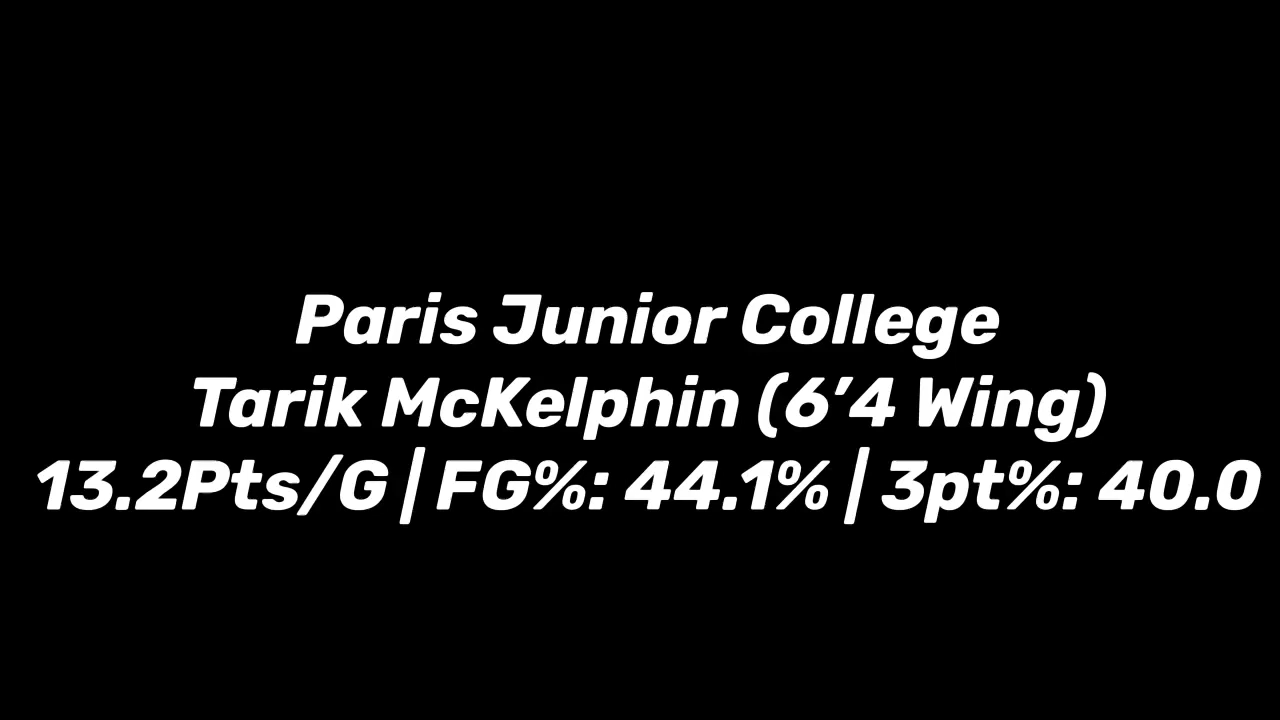 Paris Junior College
Tarik McKelphin (6’4 Wing)
13.2Pts/G | FG%: 44.1% | 3pt%: 40.0